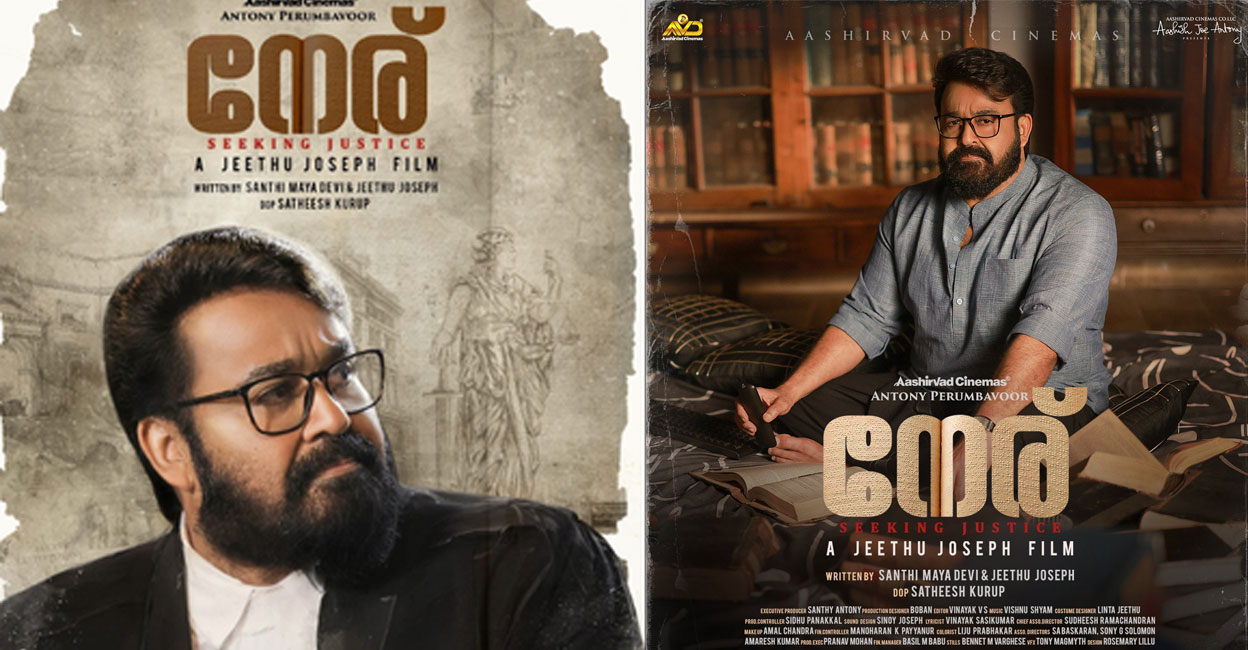 Aashirvad Cinemas
ANTONY PERUMBAVOOR
നേര്
SEEKING JUSTICE
A JEETHU JOSEPH FILM
WRITTEN BY SANTHI MAYA DEVI & JEETHU JOSEPH
DOP SATHEESH KURUP
Aashirvad Cinemas
AASHIRVAD CINEMAS
AASHIRVAD CINEMAS CO.LLC
Aashish Joe Antony
PRESENTS
Aashirvad Cinemas
ANTONY PERUMBAVOOR
നേര്
SEEKING JUSTICE
A JEETHU JOSEPH FILM
WRITTEN BY SANTHI MAYA DEVI & JEETHU JOSEPH
DOP SATHEESH KURUP
EXECUTIVE PRODUCER SANTHY ANTONY PRODUCTION DESIGNER BOBAN EDITOR VINAYAK V S MUSIC VISHNU SHYAM COSTUME DESIGNER LINTA JEETHU
PROD.CONTROLLER SIDHU PANAKKAL SOUND DESIGN SINOY JOSEPH LYRICIST VINAYAK SASIKUMAR CHIEF ASSO.DIRECTOR SUDHEESH RAMACHANDRAN
MAKEUP AMAL CHANDRA FIN.CONTROLLER MANOHARAN K PAYYANUR COLORIST LIJU PRABHAKAR ASSO. DIRECTORS SA BASKARAN, SONY G SOLOMON
AMARESH KUMAR PROD.EXEC PRANAV MOHAN FIN.MANAGER BASIL M BABU STILLS BENNET M VARGHESE VFX TONY MAGMYTH DESIGN ROSEMARY LILLU